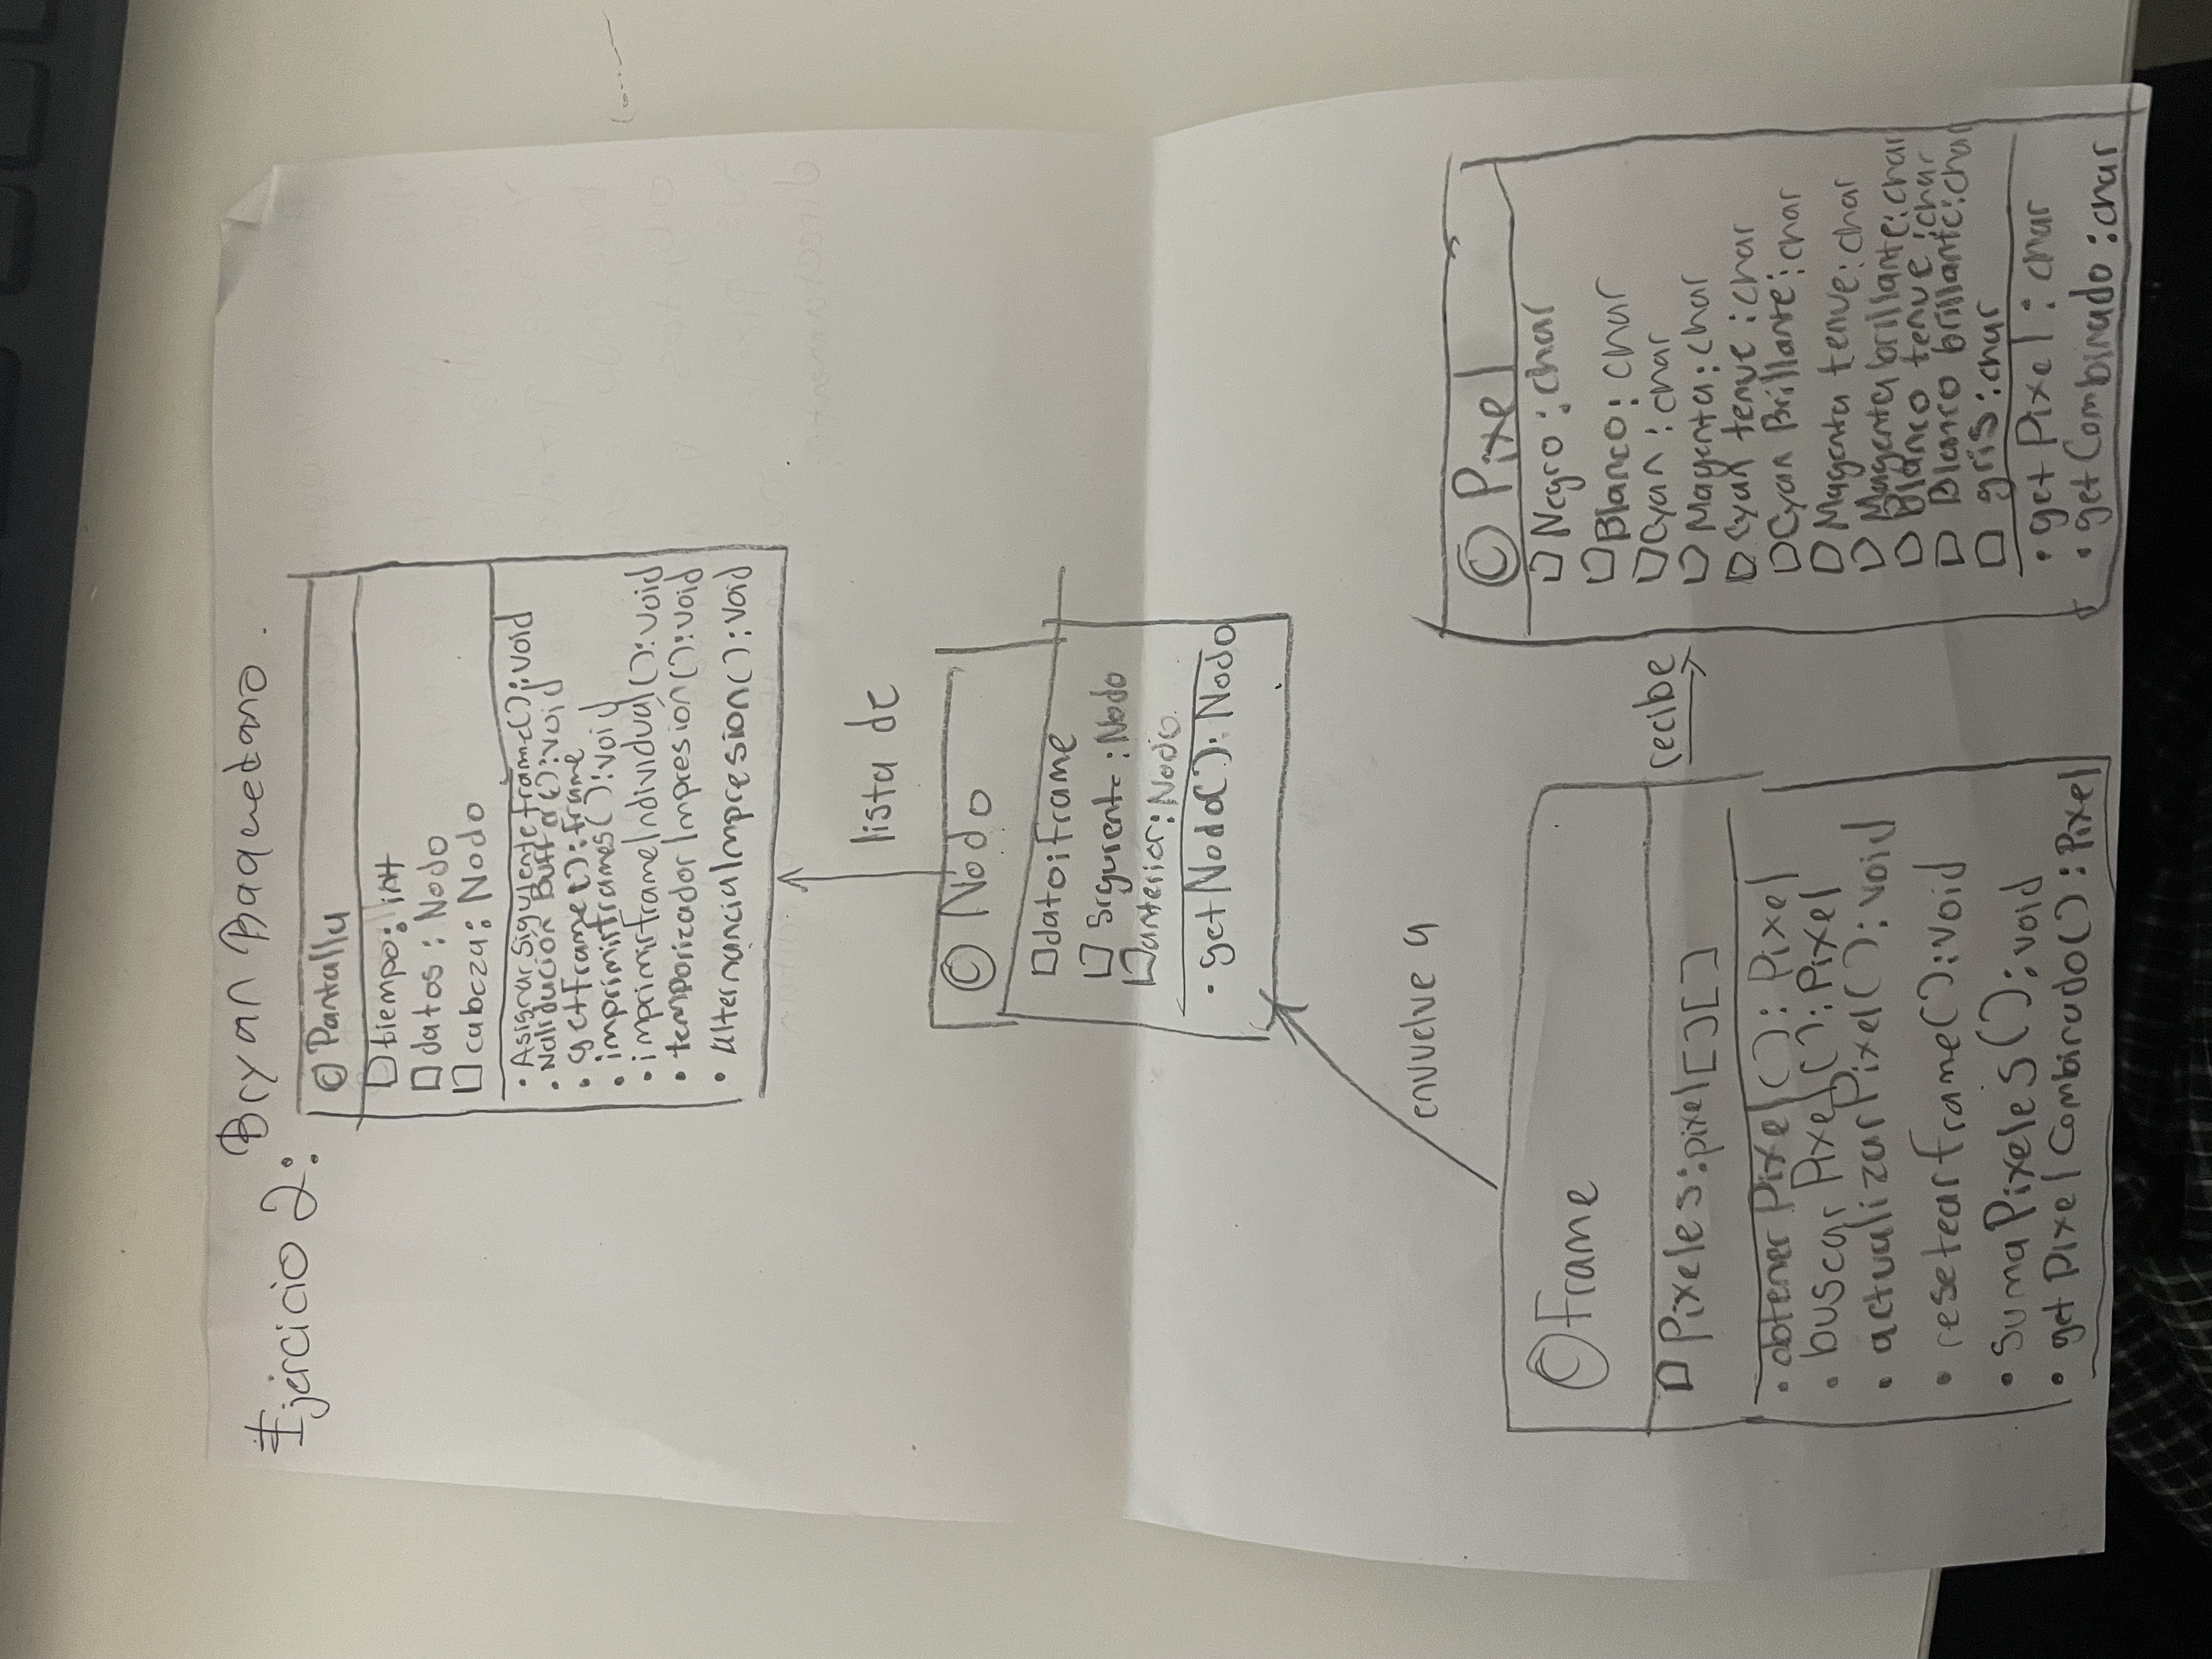 Bryan Baquedano.
Ejercicio 2:
© Pantalla
tiempo: int
datos: Nodo
cabeza: Nodo
• AsignarSiguienteframe(): void
• ValidaciónBuffer(): void
• getFrame(): frame
• imprimirframes(): void
• imprimirframeIndividual(): void
• temporizadorImpresión(): void
• alternanciaImpresion(): void
lista de
© Nodo
dato: frame
Siguiente: Nodo
anterior: Nodo
• getNodo(): Nodo
envuelve a
© Frame
Pixeles: pixel[][]
• obtenerPixel(): Pixel
• buscarPixel(): Pixel
• actualizarPixel(): void
• resetearframe(): void
• sumaPixeles(): void
• getPixelCombinado(): Pixel
recibe
© Pixel
Negro: char
Blanco: char
Cyan: char
Magenta: char
Cyan tenue: char
Cyan Brillante: char
Magenta tenue: char
Magenta brillante: char
Blanco tenue: char
Blanco brillante: char
gris: char
• getPixel: char
• getCombinado: char